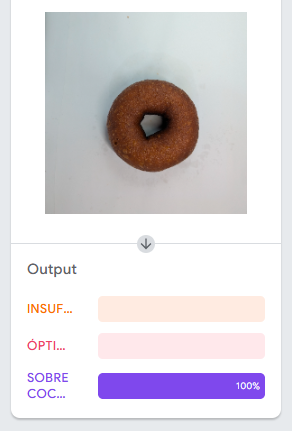 Output
INSUF...
ÓPTI...
SOBRE
COC...
100%